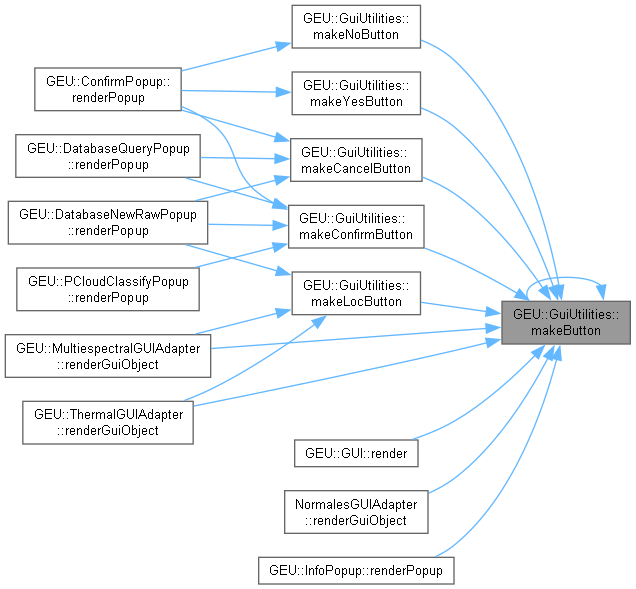 GEU::GuiUtilities::
makeNoButton
GEU::ConfirmPopup::
renderPopup
GEU::GuiUtilities::
makeYesButton
GEU::DatabaseQueryPopup
::renderPopup
GEU::GuiUtilities::
makeCancelButton
GEU::DatabaseNewRawPopup
::renderPopup
GEU::GuiUtilities::
makeConfirmButton
GEU::PCloudClassifyPopup
::renderPopup
GEU::GuiUtilities::
makeLocButton
GEU::GuiUtilities::
makeButton
GEU::MultiespectralGUIAdapter
::renderGuiObject
GEU::ThermalGUIAdapter
::renderGuiObject
GEU::GUI::render
NormalesGUIAdapter
::renderGuiObject
GEU::InfoPopup::renderPopup